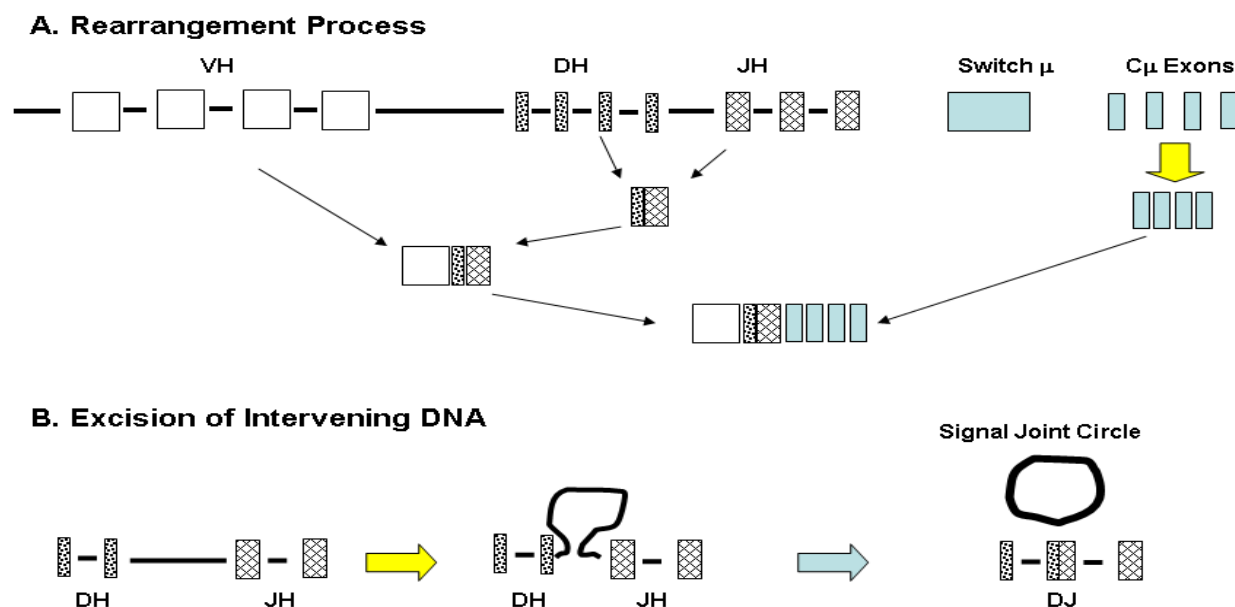 A. Rearrangement Process
VH DH JH Switch μ Cμ Exons
B. Excision of Intervening DNA
Signal Joint Circle
DH JH DH JH DJ